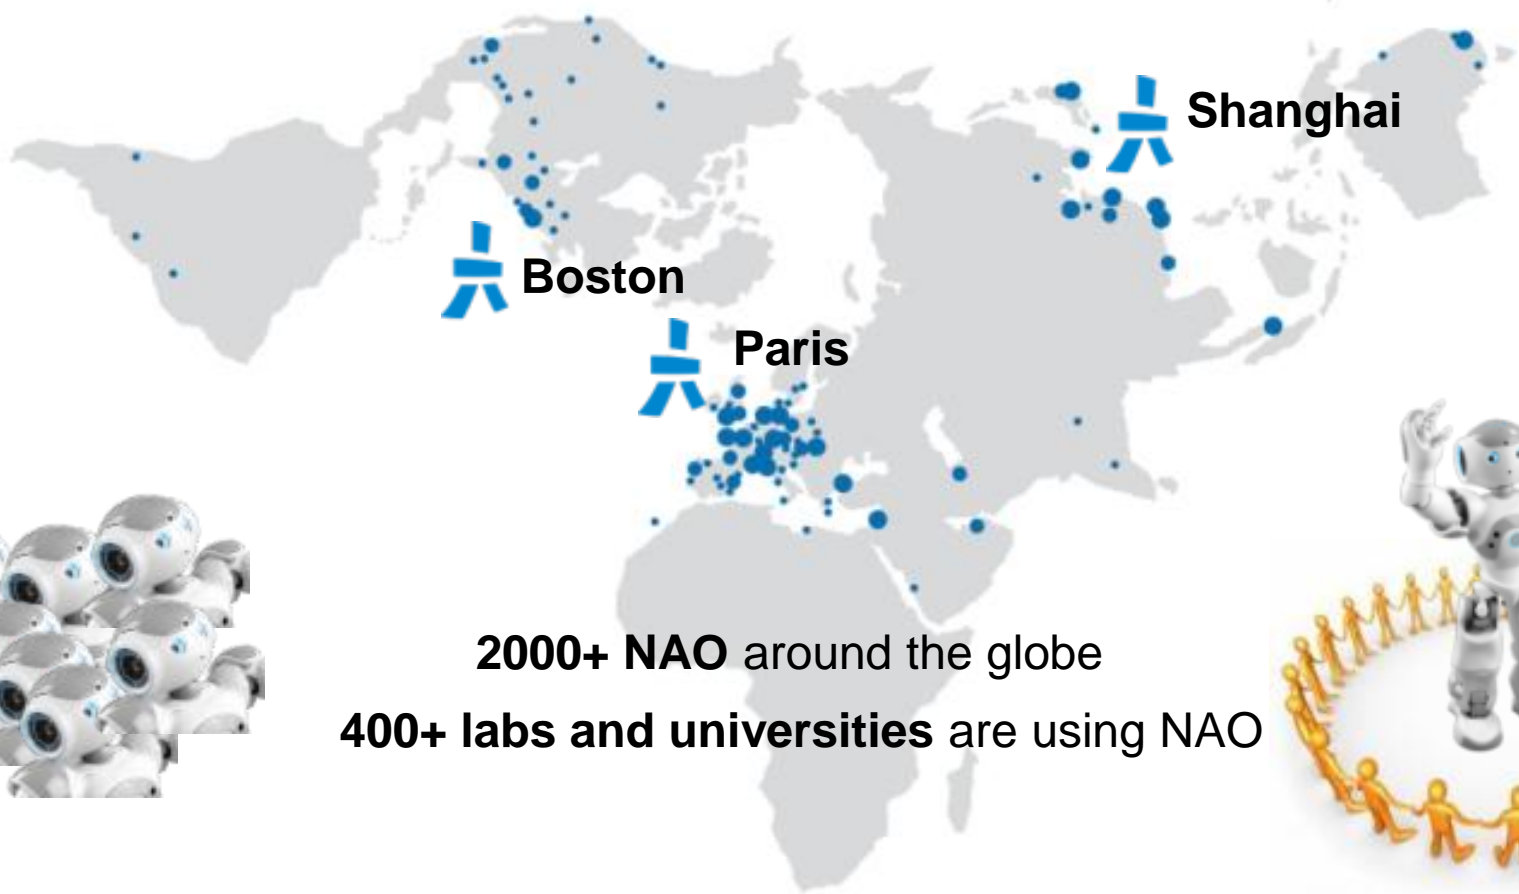 Shanghai
Boston
Paris
2000+ NAO around the globe
400+ labs and universities are using NAO